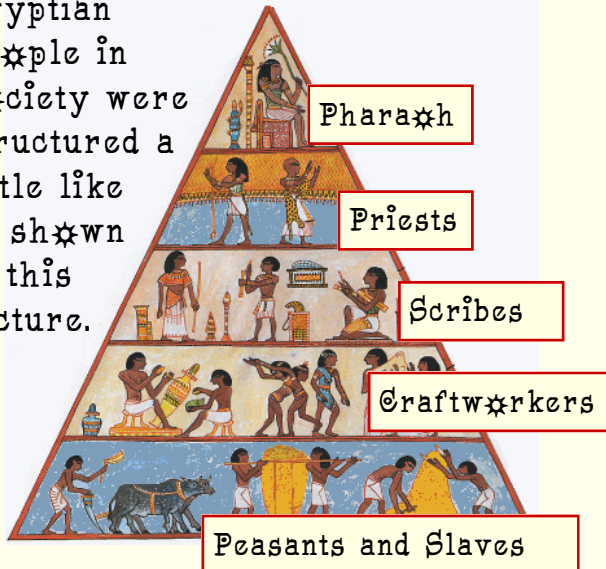 yptian
ople in
ciety were
ructured a
tle like
shown
this
cture.
Pharaoh
Priests
Scribes
Craftworkers
Peasants and Slaves